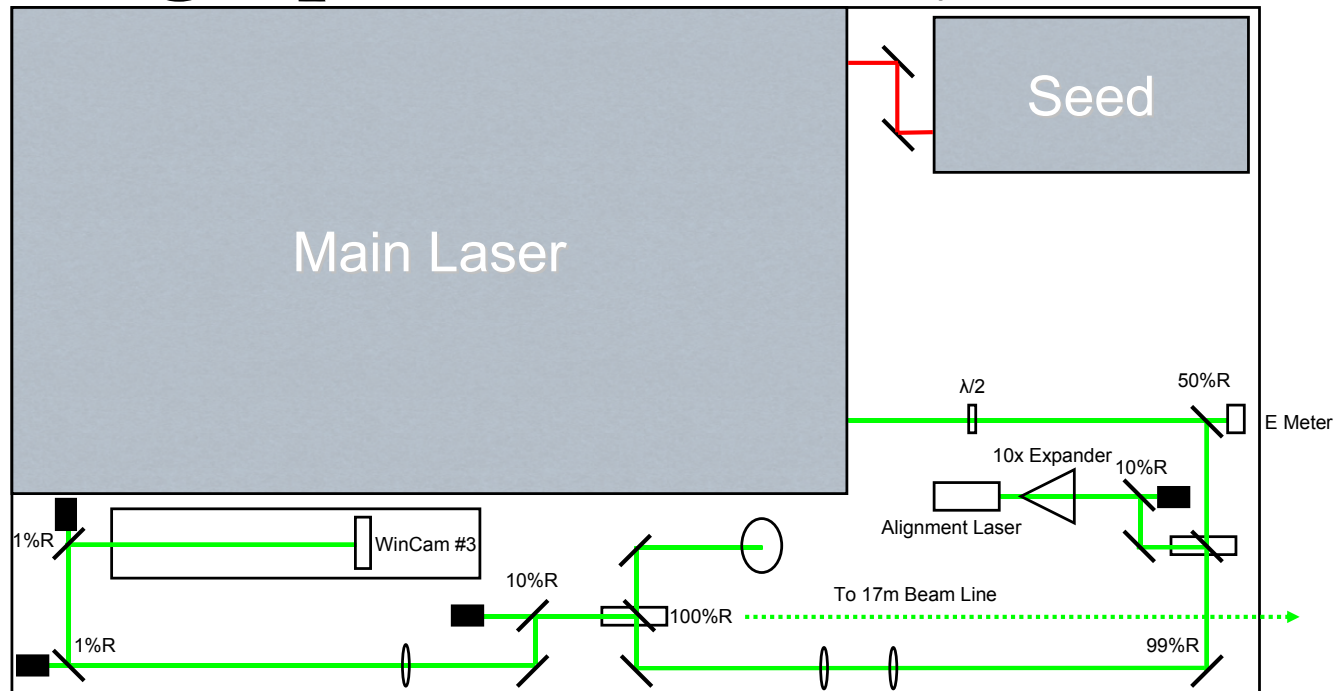 Seed
Main Laser
λ/2
50%R
E Meter
10x Expander
10%R
Alignment Laser
1%R
WinCam #3
10%R
To 17m Beam Line
100%R
1%R
99%R